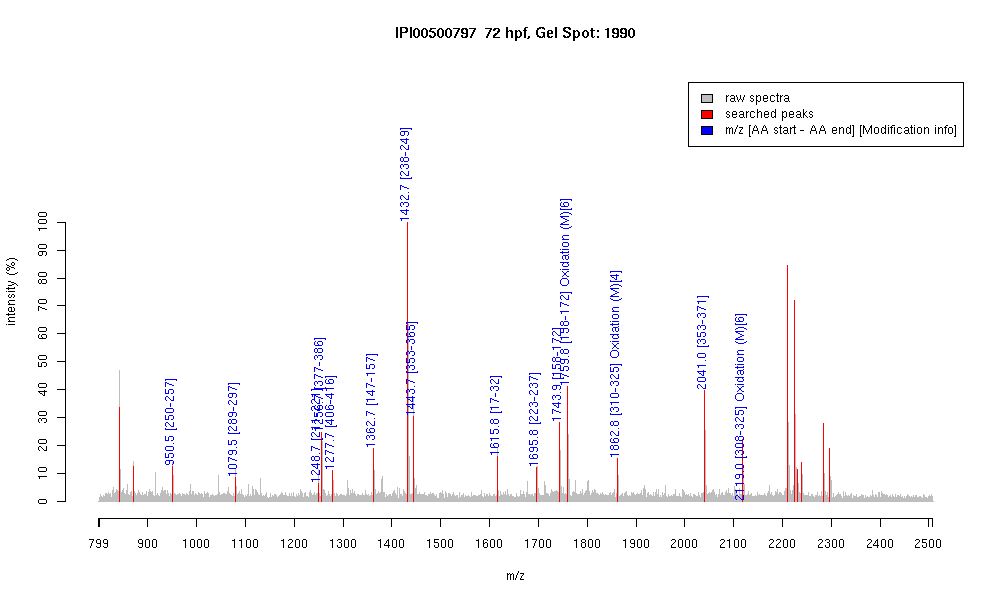 IPI00500797 72 hpf, Gel Spot: 1990
raw spectra
searched peaks
m/z [AA start - AA end] [Modification info]
intensity (%)
0
10
20
30
40
50
60
70
80
90
100
950.5 [250-257]
1079.5 [289-297]
1256.7 [377-386]
1277.7 [406-416]
1362.7 [147-157]
1432.7 [238-249]
1443.7 [353-365]
1615.8 [17-32]
1695.8 [223-237]
1743.9 [158-172]
1759.8 [158-172] Oxidation (M)[6]
1862.8 [310-325] Oxidation (M)[4]
2041.0 [353-371]
2119.0 [308-325] Oxidation (M)[6]
799 900 1000 1100 1200 1300 1400 1500 1600 1700 1800 1900 2000 2100 2200 2300 2400 2500
m/z